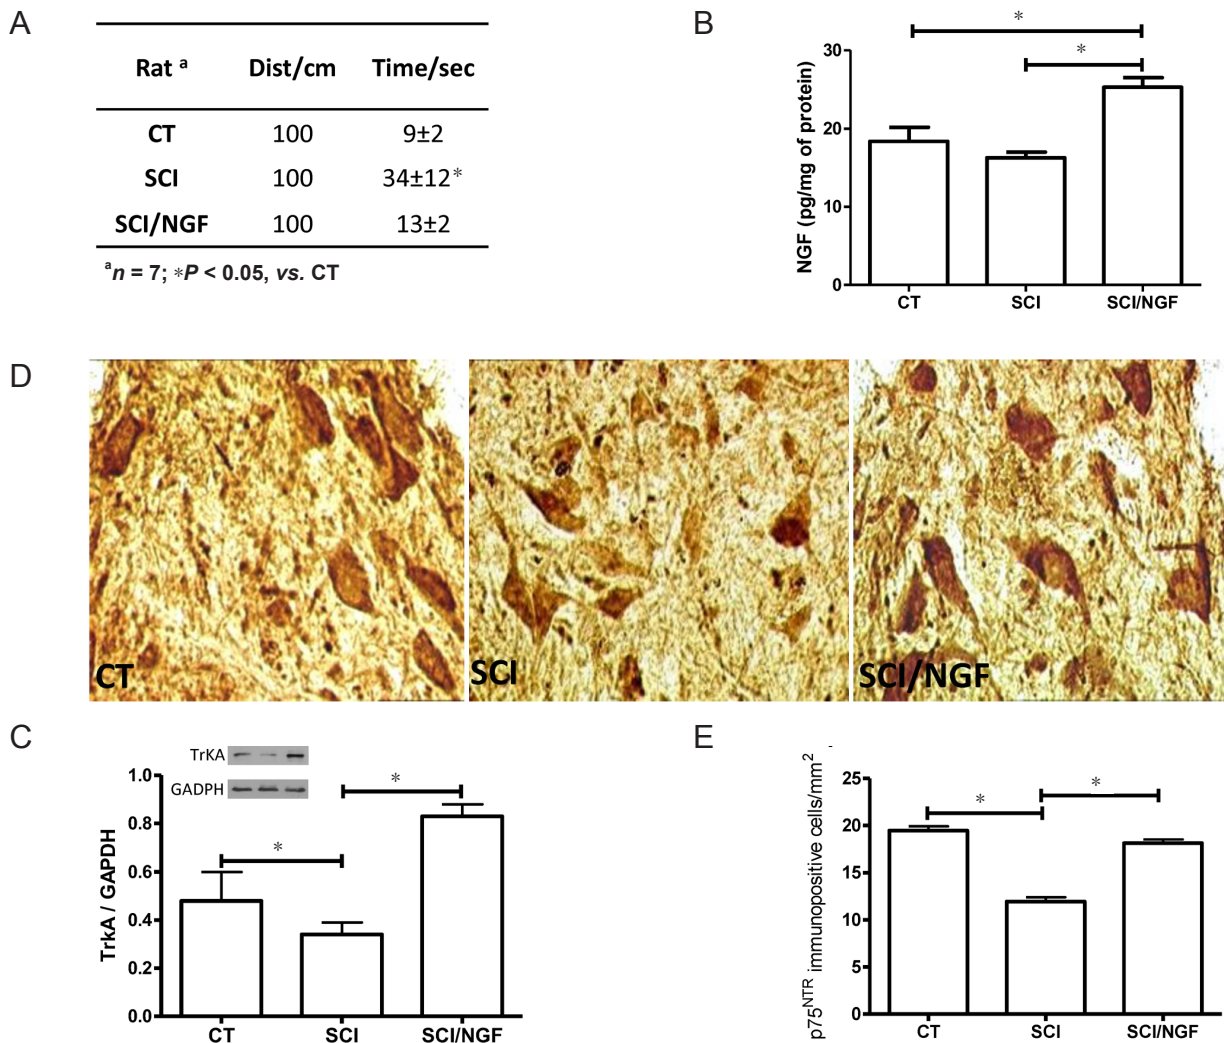 A
Rat a Dist/cm Time/sec
CT 100 9±2
SCI 100 34±12*
SCI/NGF 100 13±2
a n = 7; *P < 0.05, vs. CT
B
*
*
NGF (pg/mg of protein)
30
20
10
0
CT SCI SCI/NGF
D
CT
SCI
SCI/NGF
C
TrKA
GADPH
*
*
TrkA / GAPDH
1.0
0.8
0.6
0.4
0.2
0.0
CT SCI SCI/NGF
E
*
*
p75NTR immunopositive cells/mm2
25
20
15
10
5
0
CT SCI SCI/NGF